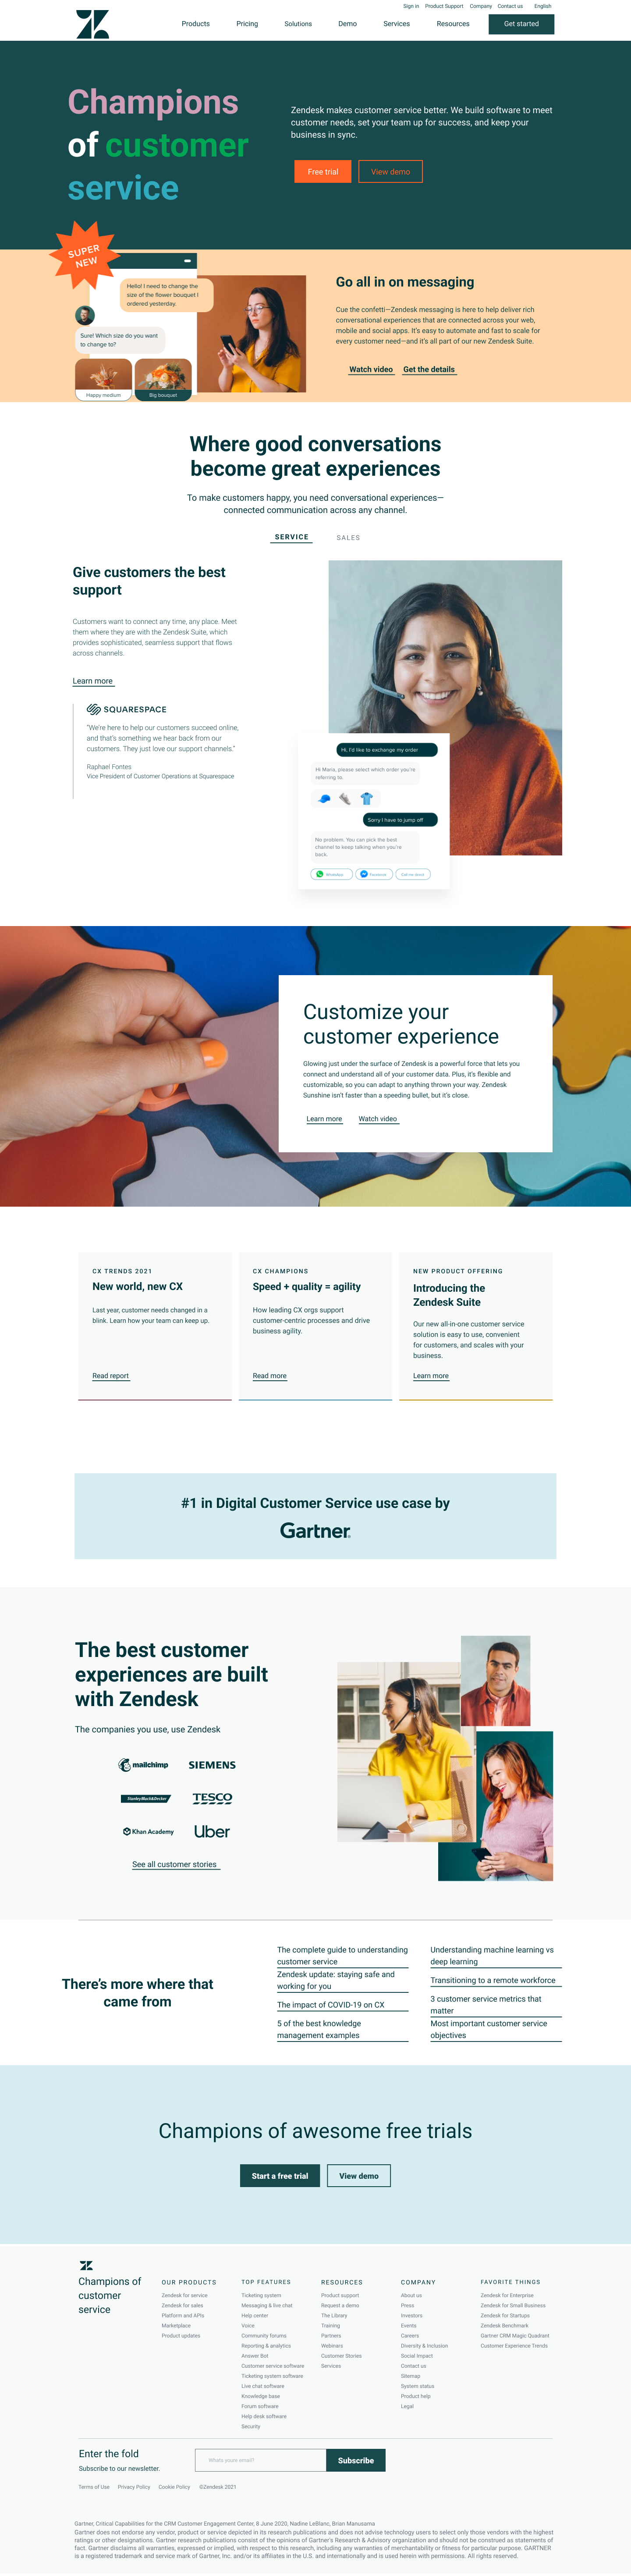 Sign in Product Support Company Contact us English
Products Pricing Solutions Demo Services Resources Get started
Champions
of customer
service
Zendesk makes customer service better. We build software to meet
customer needs, set your team up for success, and keep your
business in sync.
Free trial View demo
SUPER
NEW
Hello! I need to change the
size of the flower bouquet I
ordered yesterday.
Sure! Which size do you want
to change to?
Happy medium Big bouquet
Go all in on messaging
Cue the confetti—Zendesk messaging is here to help deliver rich
conversational experiences that are connected across your web,
mobile and social apps. It's easy to automate and fast to scale for
every customer need—and it's all part of our new Zendesk Suite.
Watch video Get the details
Where good conversations
become great experiences
To make customers happy, you need conversational experiences—
connected communication across any channel.
SERVICE SALES
Give customers the best
support
Customers want to connect any time, any place. Meet
them where they are with the Zendesk Suite, which
provides sophisticated, seamless support that flows
across channels.
Learn more
SQUARESPACE
"We're here to help our customers succeed online,
and that's something we hear back from our
customers. They just love our support channels."
Raphael Fontes
Vice President of Customer Operations at Squarespace
Hi, I'd like to exchange my order
Hi Maria, please select which order you're
referring to.
Sorry I have to jump off
No problem. You can pick the best
channel to keep talking when you're
back.
WhatsApp Facebook
Customize your
customer experience
Glowing just under the surface of Zendesk is a powerful force that lets you
connect and understand all of your customer data. Plus, it's flexible and
customizable, so you can adapt to anything thrown your way. Zendesk
Sunshine isn't faster than a speeding bullet, but it's close.
Learn more Watch video
CX TRENDS 2021
New world, new CX
Last year, customer needs changed in a
blink. Learn how your team can keep up.
Read report
CX CHAMPIONS
Speed + quality = agility
How leading CX orgs support
customer-centric processes and drive
business agility.
Read more
NEW PRODUCT OFFERING
Introducing the
Zendesk Suite
Our new all-in-one customer service
solution is easy to use, convenient
for customers, and scales with your
business.
Learn more
#1 in Digital Customer Service use case by
Gartner
The best customer
experiences are built
with Zendesk
The companies you use, use Zendesk
mailchimp SIEMENS
StanleyBlack&Decker TESCO
Khan Academy Uber
See all customer stories
There's more where that
came from
The complete guide to understanding
customer service
Zendesk update: staying safe and
working for you
The impact of COVID-19 on CX
5 of the best knowledge
management examples
Understanding machine learning vs
deep learning
Transitioning to a remote workforce
3 customer service metrics that
matter
Most important customer service
objectives
Champions of awesome free trials
Start a free trial View demo
Champions of
customer
service
OUR PRODUCTS
Zendesk for service
Zendesk for sales
Platform and APIs
Marketplace
Product updates
TOP FEATURES
Ticketing system
Messaging & live chat
Help center
Voice
Community forums
Reporting & analytics
Answer Bot
Customer service software
Ticketing system software
Live chat software
Knowledge base
Forum software
Help desk software
Security
RESOURCES
Product support
Request a demo
The Library
Training
Partners
Webinars
Customer Stories
Services
COMPANY
About us
Press
Investors
Events
Careers
Diversity & Inclusion
Social Impact
Contact us
Sitemap
System status
Product help
Legal
FAVORITE THINGS
Zendesk for Enterprise
Zendesk for Small Business
Zendesk for Startups
Zendesk Benchmark
Gartner CRM Magic Quadrant
Customer Experience Trends
Enter the fold
Subscribe to our newsletter.
Whats youre email? Subscribe
Terms of Use Privacy Policy Cookie Policy ©Zendesk 2021
Gartner, Critical Capabilities for the CRM Customer Engagement Center, 8 June 2020, Nadine LeBlanc, Brian Manusama
Gartner does not endorse any vendor, product or service depicted in its research publications and does not advise technology users to select only those vendors with the highest
ratings or other designations. Gartner research publications consist of the opinions of Gartner's Research & Advisory organization and should not be construed as statements of
fact. Gartner disclaims all warranties, expressed or implied, with respect to this research, including any warranties of merchantability or fitness for particular purpose. GARTNER
is a registered trademark and service mark of Gartner, Inc. and/or its affiliates in the U.S. and internationally and is used herein with permissions. All rights reserved.